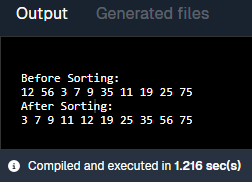 Output Generated files
Before Sorting:
12 56 3 7 9 35 11 19 25 75
After Sorting:
3 7 9 11 12 19 25 35 56 75
Compiled and executed in 1.216 sec(s)